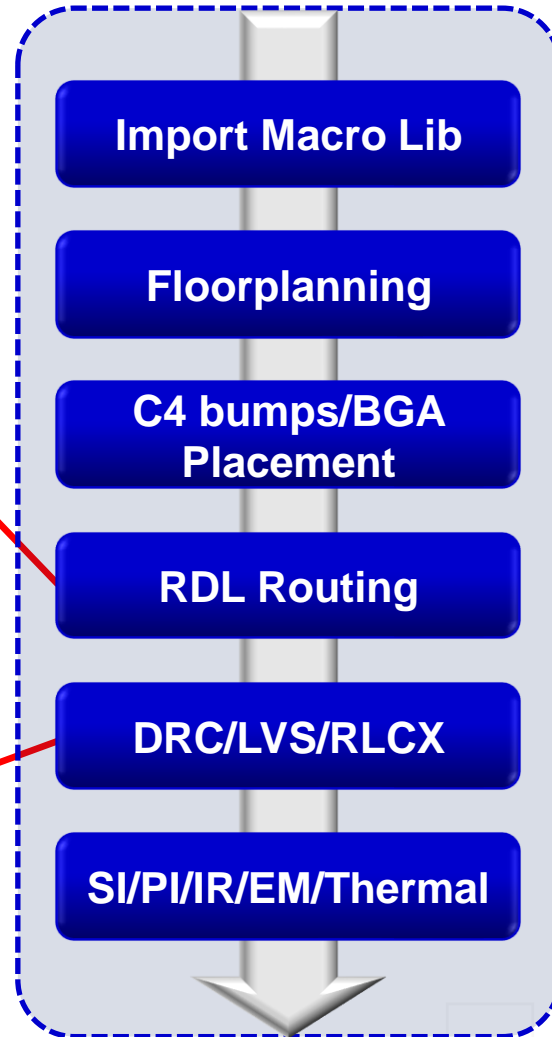 Import Macro Lib
Floorplanning
C4 bumps/BGA
Placement
RDL Routing
DRC/LVS/RLCX
SI/PI/IR/EM/Thermal